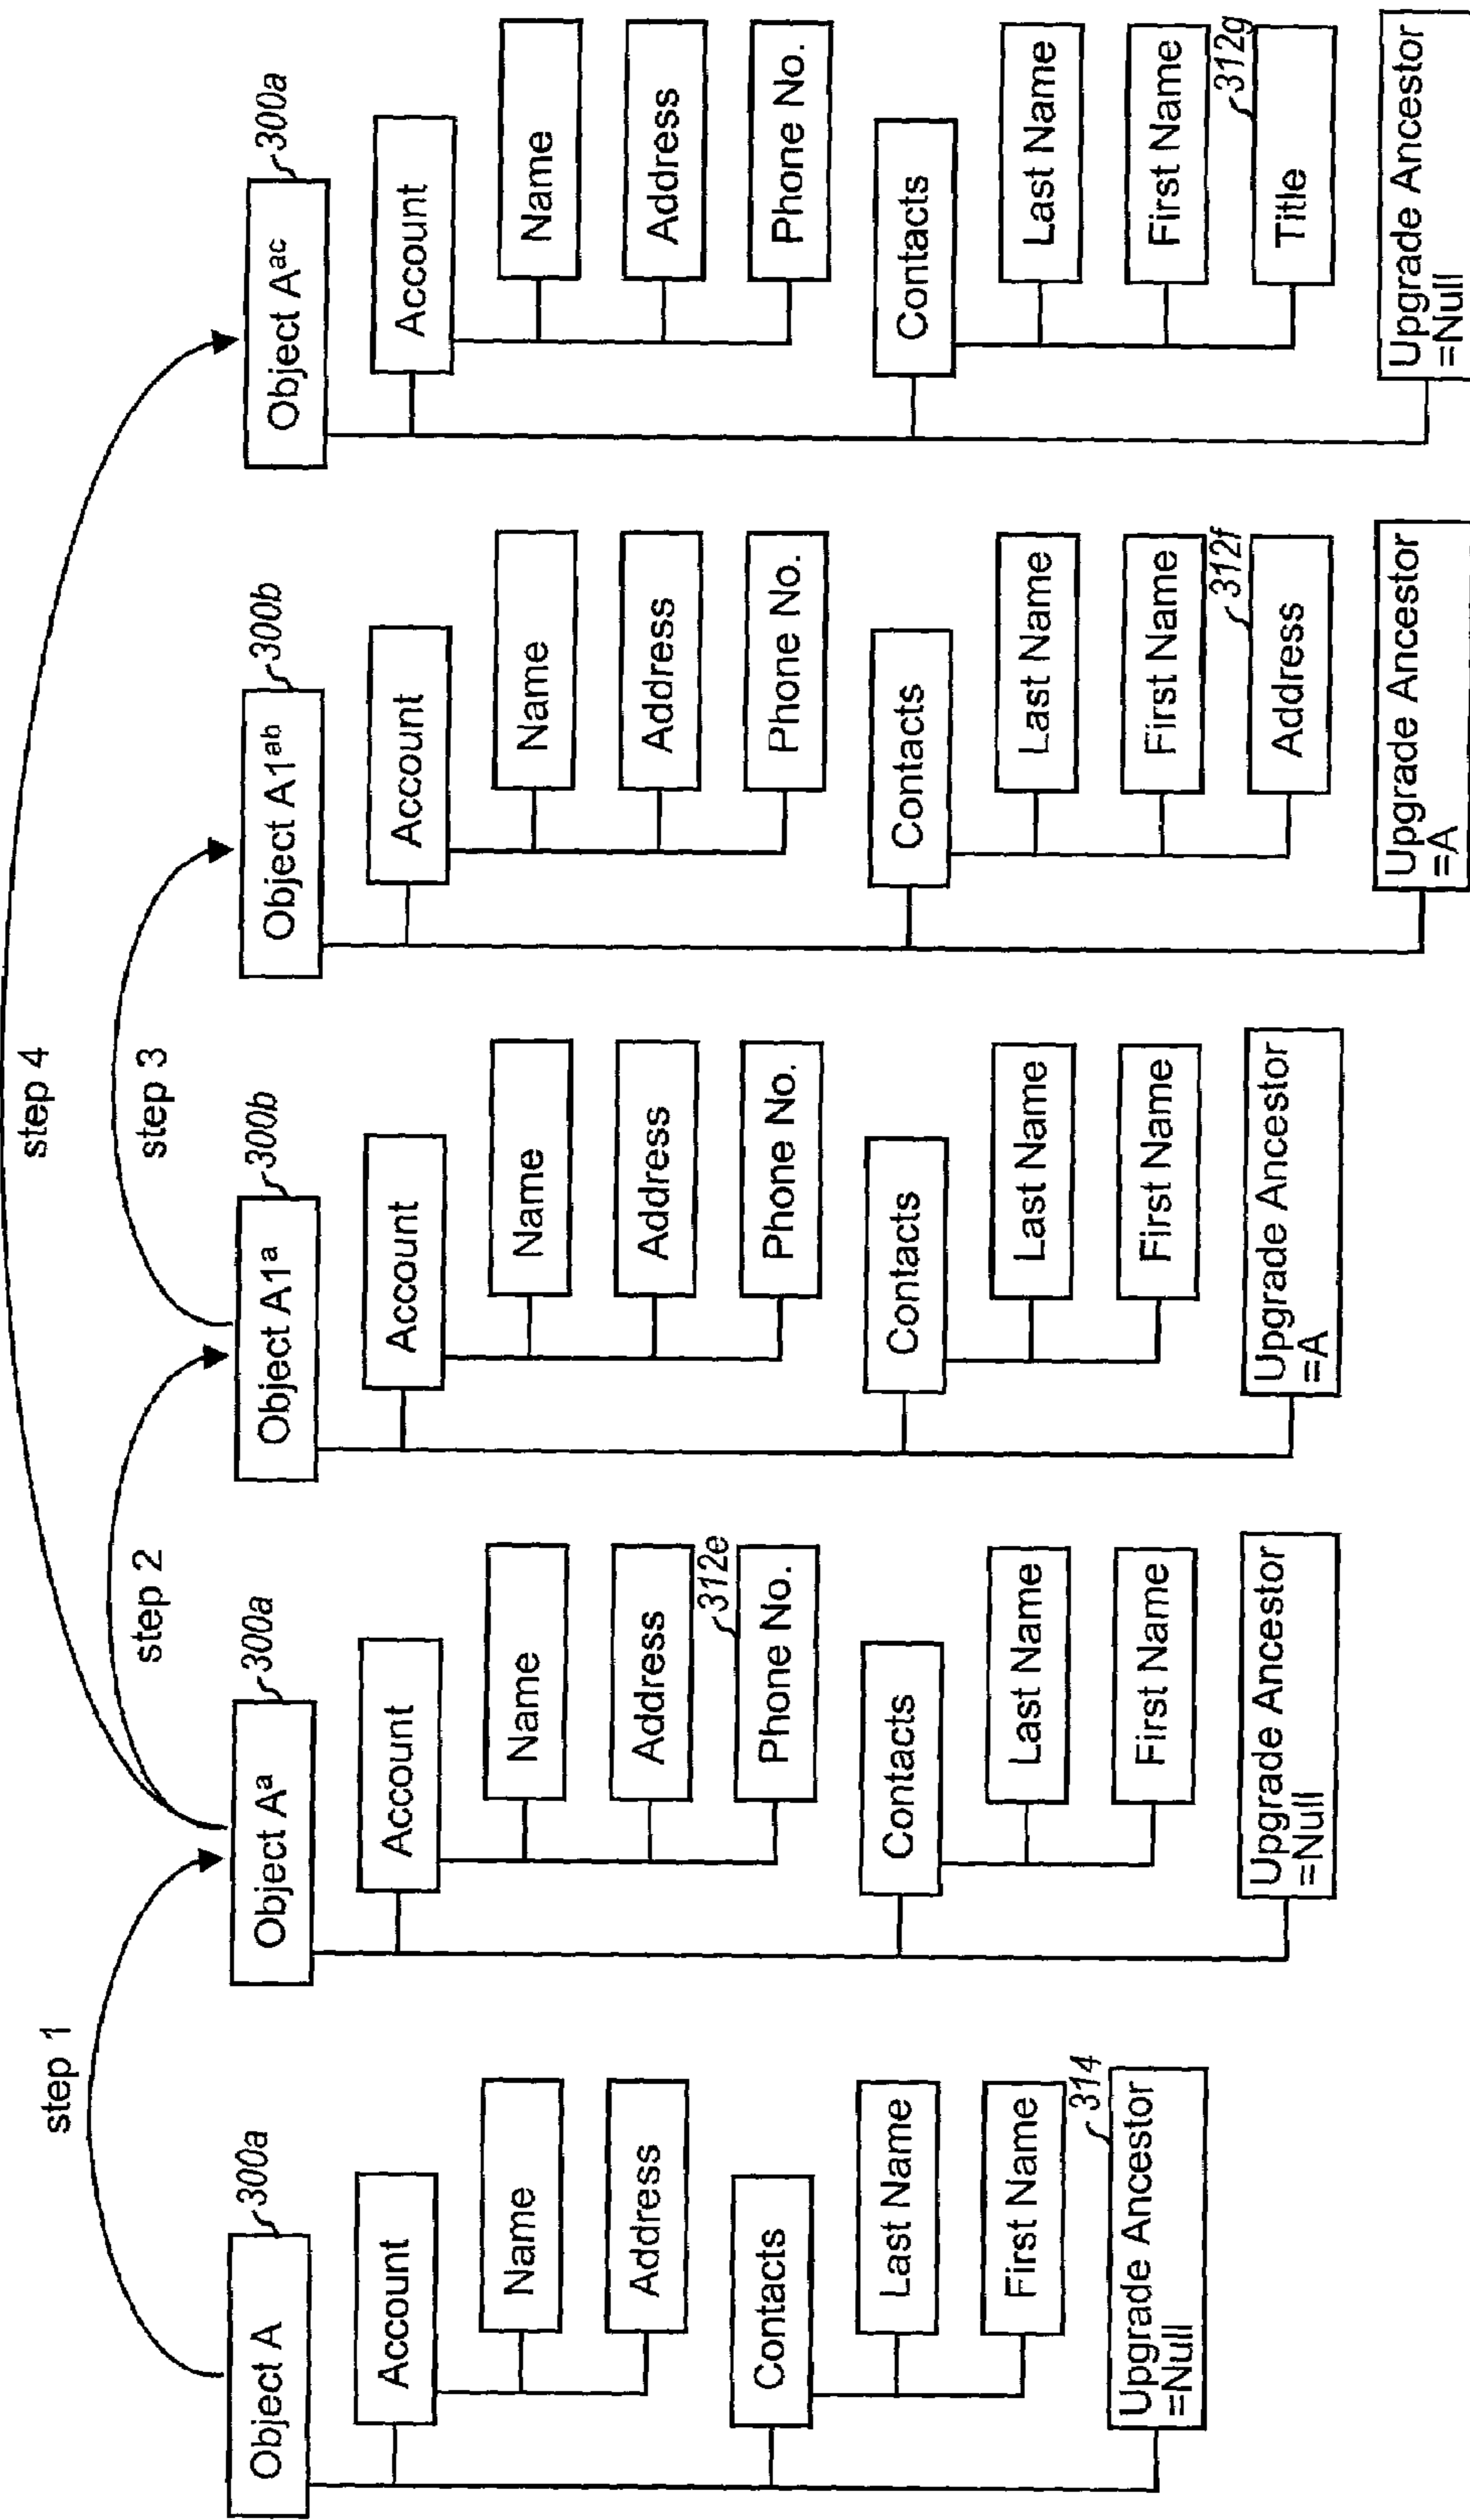 step 4
step 1
step 2
step 3
Object A
300a
Account
Name
Address
Contacts
Last Name
First Name
314
Upgrade Ancestor
=Null
Object Aᵃ
300a
Account
Name
Address
312e
Phone No.
Contacts
Last Name
First Name
Upgrade Ancestor
=Null
Object A1ᵃ
300b
Account
Name
Address
Phone No.
Contacts
Last Name
First Name
Upgrade Ancestor
=A
Object A1ᵃᵇ
300b
Account
Name
Address
Phone No.
Contacts
Last Name
First Name
312f
Address
Upgrade Ancestor
=A
Object Aᵃᶜ
300a
Account
Name
Address
Phone No.
Contacts
Last Name
First Name
312g
Title
Upgrade Ancestor
=Null